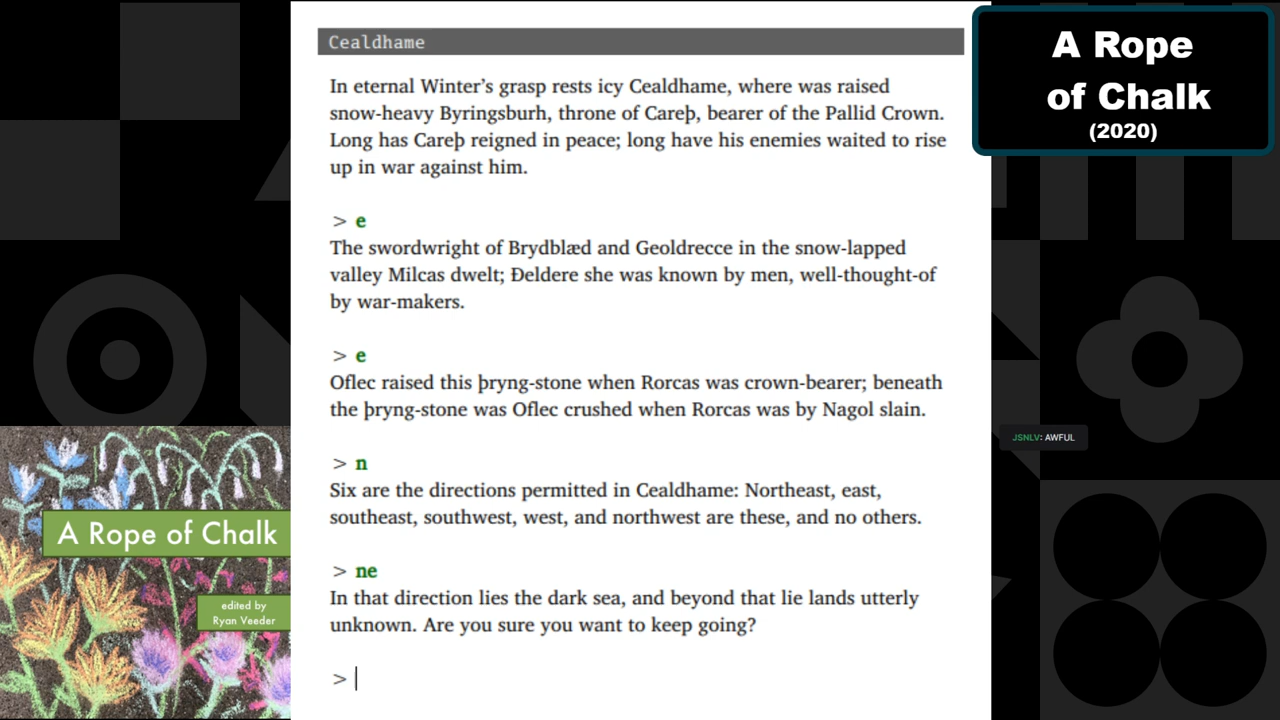 Cealdhame
In eternal Winter’s grasp rests icy Cealdhame, where was raised
snow-heavy Byringsburh, throne of Careþ, bearer of the Pallid Crown.
Long has Careþ reigned in peace; long have his enemies waited to rise
up in war against him.
> e
The swordwright of Brydblæd and Geoldrecce in the snow-lapped
valley Milcas dwelt; Ðeldere she was known by men, well-thought-of
by war-makers.
> e
Oflec raised this þryng-stone when Rorcas was crown-bearer; beneath
the þryng-stone was Oflec crushed when Rorcas was by Nagol slain.
> n
Six are the directions permitted in Cealdhame: Northeast, east,
southeast, southwest, west, and northwest are these, and no others.
> ne
In that direction lies the dark sea, and beyond that lie lands utterly
unknown. Are you sure you want to keep going?
>
A Rope
of Chalk
(2020)
JSNLV: AWFUL
A Rope of Chalk
edited by
Ryan Veeder